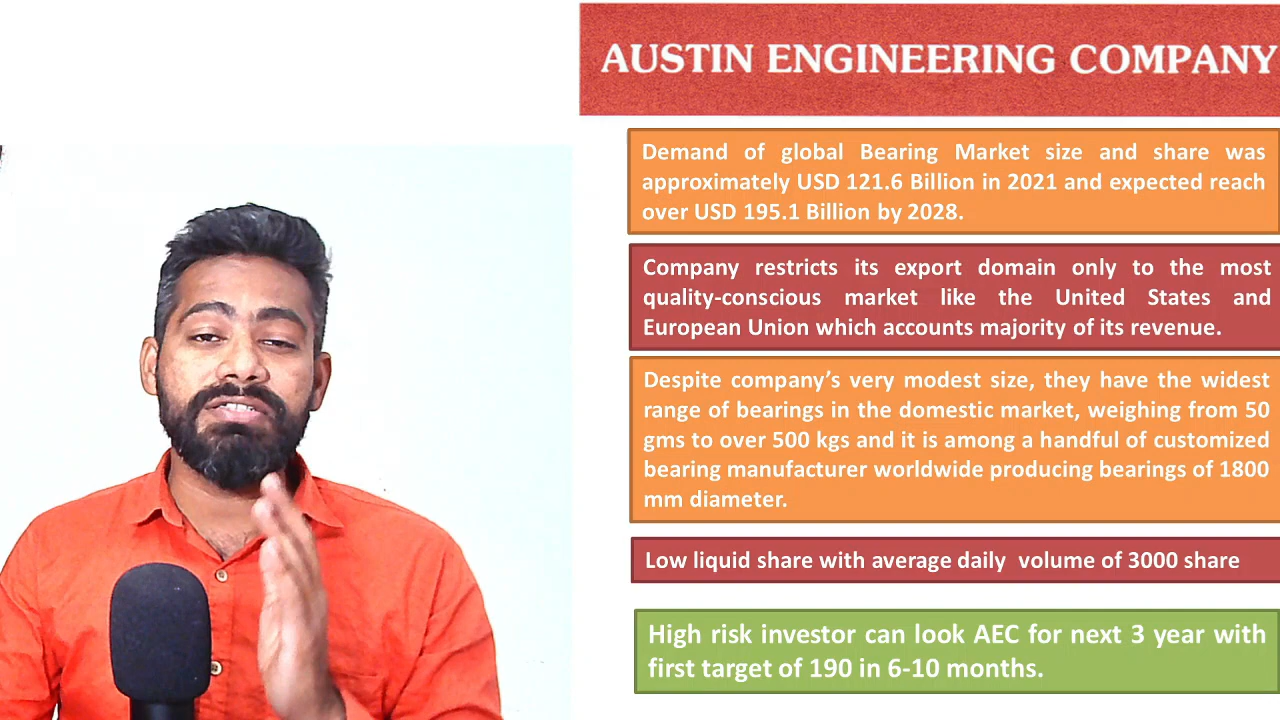 AUSTIN ENGINEERING COMPANY
Demand of global Bearing Market size and share was
approximately USD 121.6 Billion in 2021 and expected reach
over USD 195.1 Billion by 2028.
Company restricts its export domain only to the most
quality-conscious market like the United States and
European Union which accounts majority of its revenue.
Despite company’s very modest size, they have the widest
range of bearings in the domestic market, weighing from 50
gms to over 500 kgs and it is among a handful of customized
bearing manufacturer worldwide producing bearings of 1800
mm diameter.
Low liquid share with average daily volume of 3000 share
High risk investor can look AEC for next 3 year with
first target of 190 in 6-10 months.